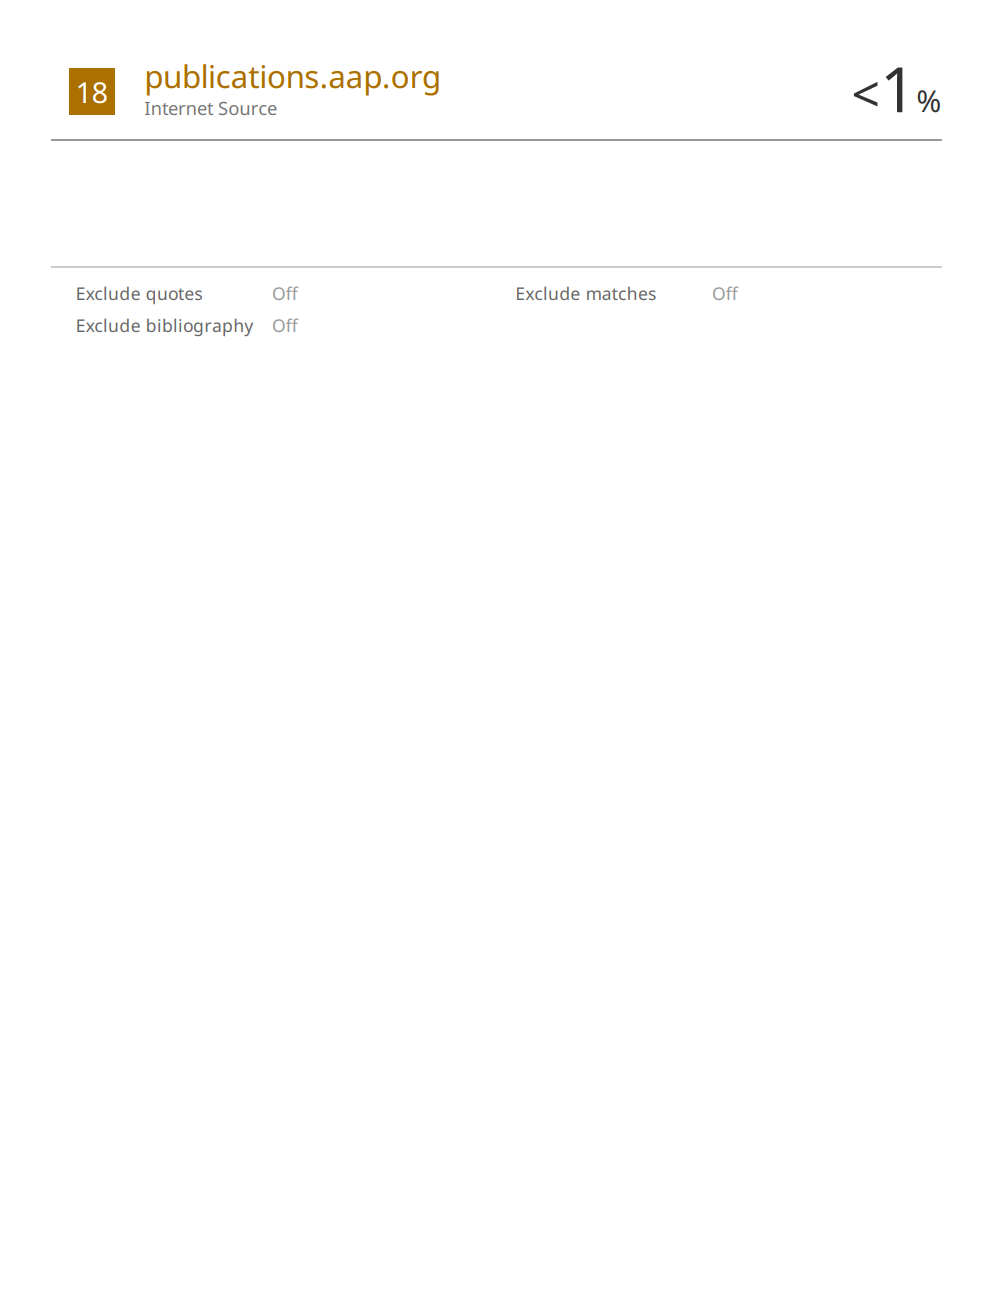 18
publications.aap.org
Internet Source
<1%
Exclude quotes Off
Exclude matches Off
Exclude bibliography Off